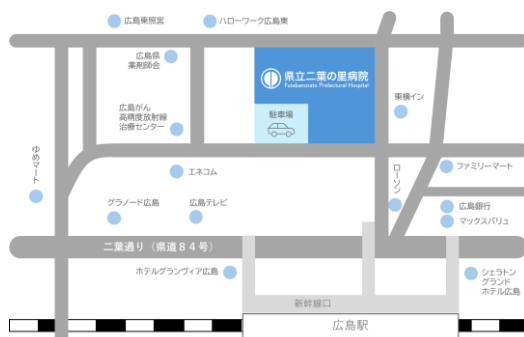 広島東照宮
ハローワーク広島東
広島県
薬剤師会
県立二葉の里病院
Futabanosato Prefectural Hospital
駐車場
東横イン
広島がん
高精度放射線
治療センター
ゆめマート
エネコム
ファミリーマート
ローソン
グラノード広島
広島テレビ
広島銀行
マックスバリュ
二葉通り（県道84号）
ホテルグランヴィア広島
シェラトン
グランド
ホテル広島
新幹線口
広島駅